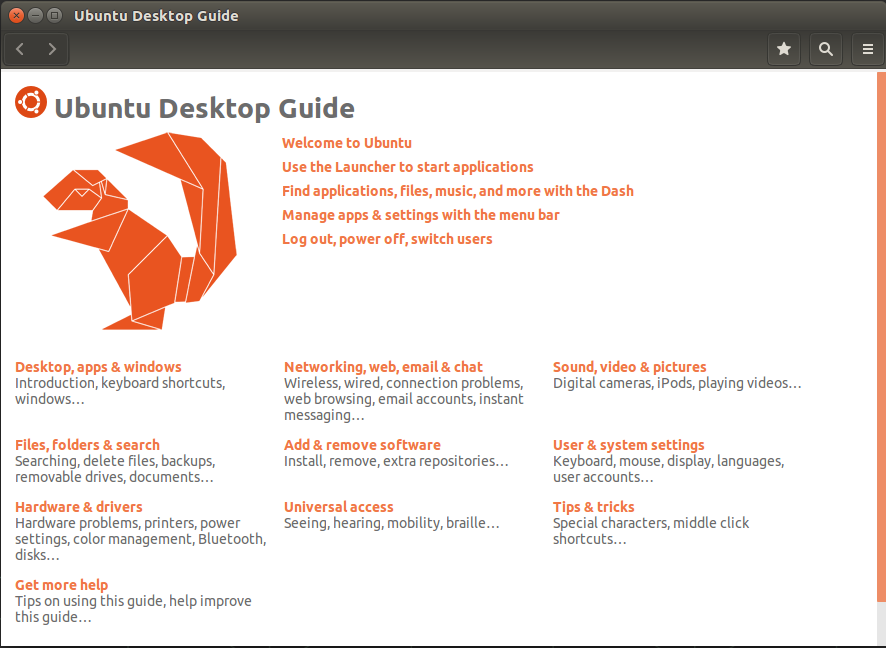 Ubuntu Desktop Guide
Ubuntu Desktop Guide
Welcome to Ubuntu
Use the Launcher to start applications
Find applications, files, music, and more with the Dash
Manage apps & settings with the menu bar
Log out, power off, switch users
Desktop, apps & windows
Introduction, keyboard shortcuts,
windows…
Networking, web, email & chat
Wireless, wired, connection problems,
web browsing, email accounts, instant
messaging…
Sound, video & pictures
Digital cameras, iPods, playing videos…
Files, folders & search
Searching, delete files, backups,
removable drives, documents…
Add & remove software
Install, remove, extra repositories…
User & system settings
Keyboard, mouse, display, languages,
user accounts…
Hardware & drivers
Hardware problems, printers, power
settings, color management, Bluetooth,
disks…
Universal access
Seeing, hearing, mobility, braille…
Tips & tricks
Special characters, middle click
shortcuts…
Get more help
Tips on using this guide, help improve
this guide…